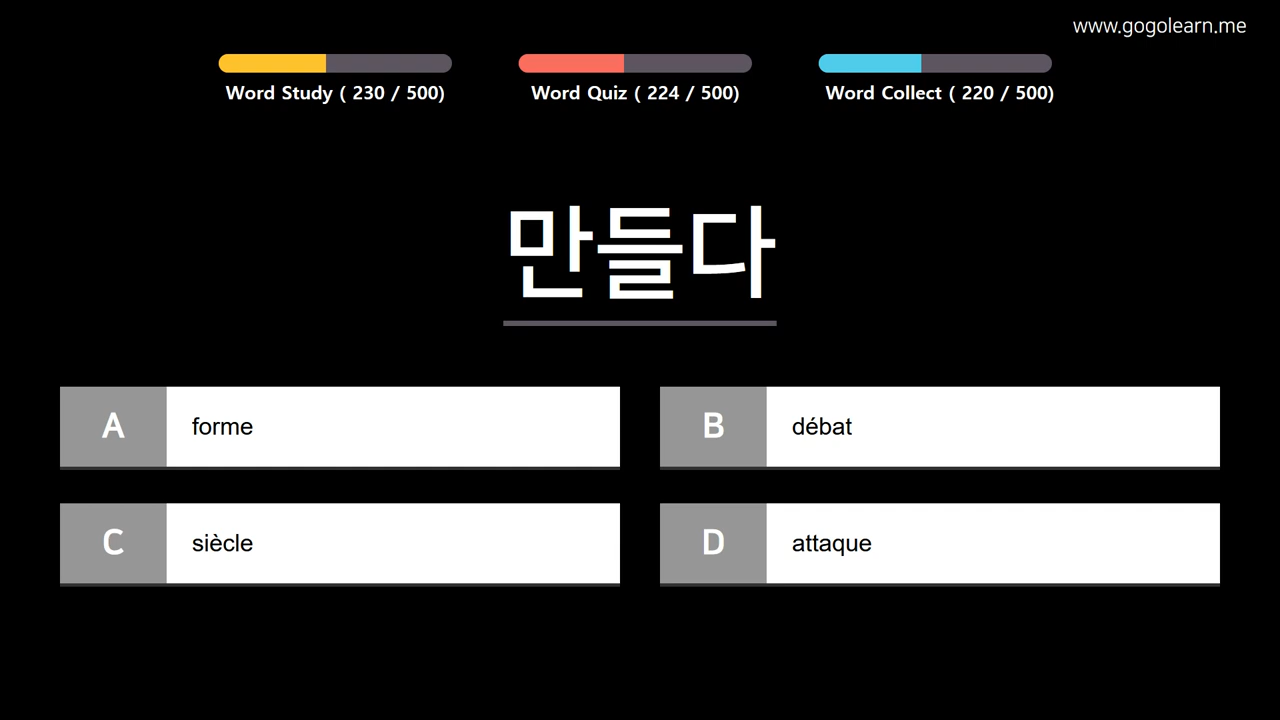 www.gogolearn.me
Word Study ( 230 / 500)
Word Quiz ( 224 / 500)
Word Collect ( 220 / 500)
만들다
A forme
B débat
C siècle
D attaque